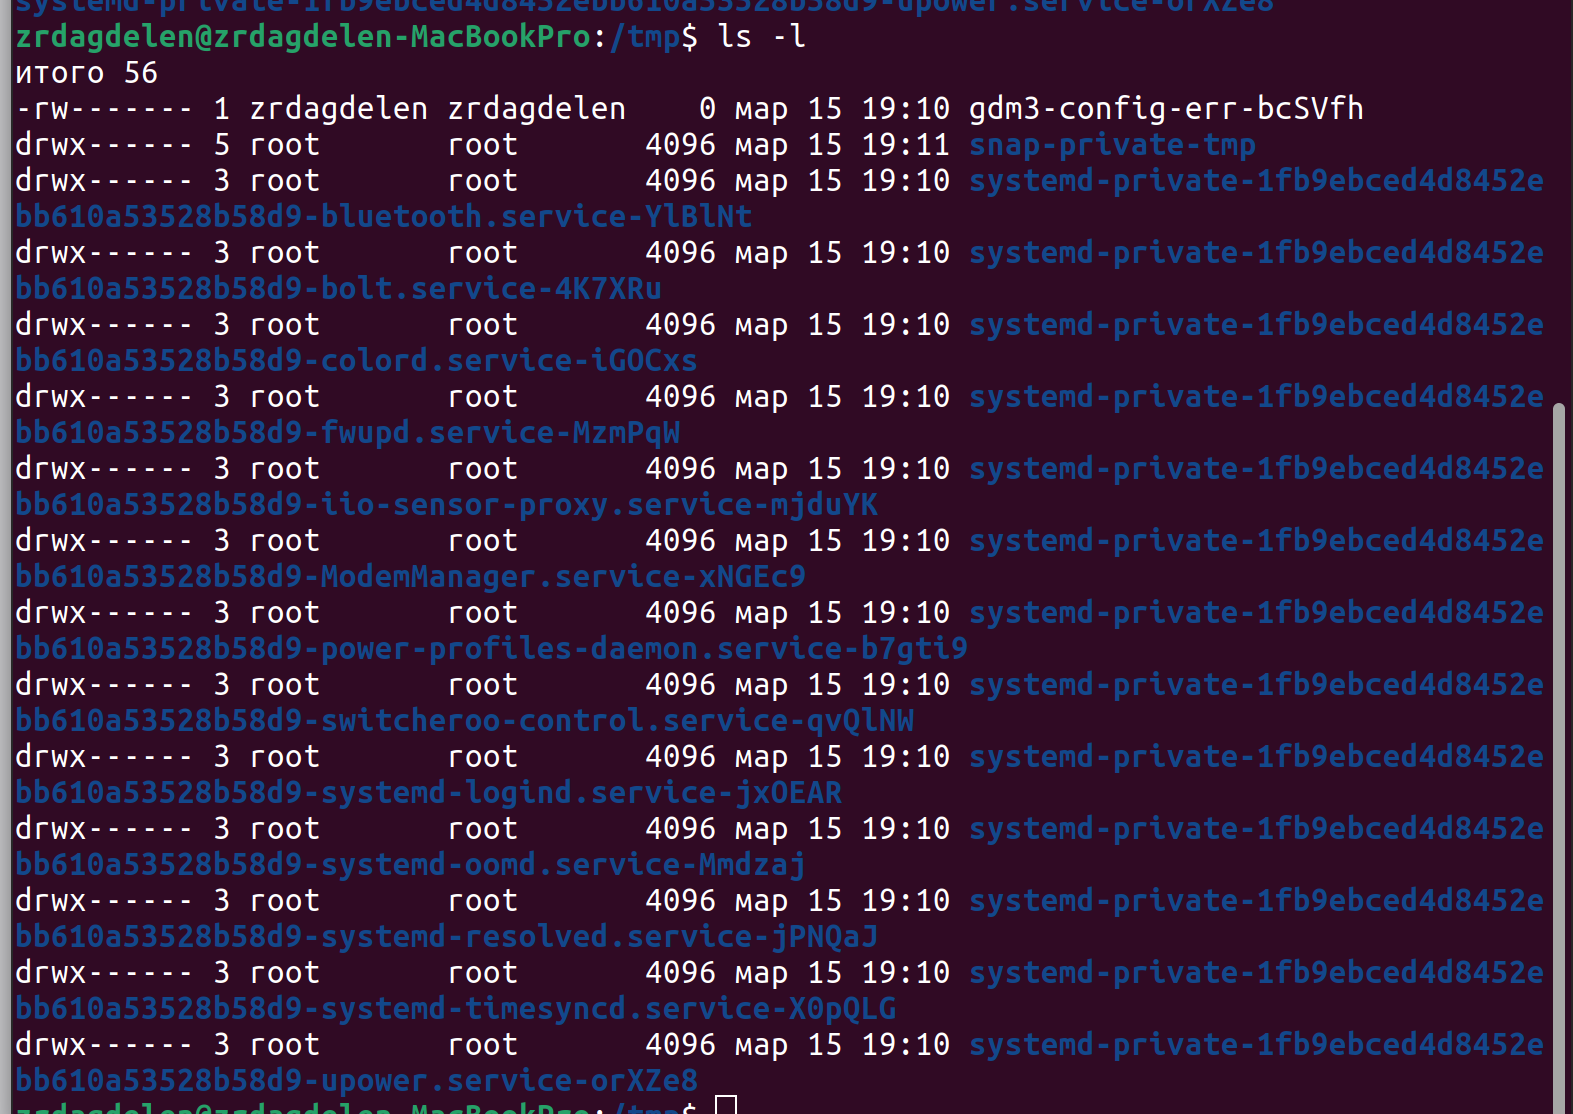 systemd-private-1fb9ebced4d8452ebb610a53528b58d9-upower.service-orXZe8
zrdagdelen@zrdagdelen-MacBookPro:/tmp$ ls -l
итого 56
-rw------- 1 zrdagdelen zrdagdelen    0 мар 15 19:10 gdm3-config-err-bcSVfh
drwx------ 5 root       root       4096 мар 15 19:11 snap-private-tmp
drwx------ 3 root       root       4096 мар 15 19:10 systemd-private-1fb9ebced4d8452e
bb610a53528b58d9-bluetooth.service-YlBlNt
drwx------ 3 root       root       4096 мар 15 19:10 systemd-private-1fb9ebced4d8452e
bb610a53528b58d9-bolt.service-4K7XRu
drwx------ 3 root       root       4096 мар 15 19:10 systemd-private-1fb9ebced4d8452e
bb610a53528b58d9-colord.service-iGOCxs
drwx------ 3 root       root       4096 мар 15 19:10 systemd-private-1fb9ebced4d8452e
bb610a53528b58d9-fwupd.service-MzmPqW
drwx------ 3 root       root       4096 мар 15 19:10 systemd-private-1fb9ebced4d8452e
bb610a53528b58d9-iio-sensor-proxy.service-mjduYK
drwx------ 3 root       root       4096 мар 15 19:10 systemd-private-1fb9ebced4d8452e
bb610a53528b58d9-ModemManager.service-xNGEc9
drwx------ 3 root       root       4096 мар 15 19:10 systemd-private-1fb9ebced4d8452e
bb610a53528b58d9-power-profiles-daemon.service-b7gti9
drwx------ 3 root       root       4096 мар 15 19:10 systemd-private-1fb9ebced4d8452e
bb610a53528b58d9-switcheroo-control.service-qvQlNW
drwx------ 3 root       root       4096 мар 15 19:10 systemd-private-1fb9ebced4d8452e
bb610a53528b58d9-systemd-logind.service-jxOEAR
drwx------ 3 root       root       4096 мар 15 19:10 systemd-private-1fb9ebced4d8452e
bb610a53528b58d9-systemd-oomd.service-Mmdzaj
drwx------ 3 root       root       4096 мар 15 19:10 systemd-private-1fb9ebced4d8452e
bb610a53528b58d9-systemd-resolved.service-jPNQaJ
drwx------ 3 root       root       4096 мар 15 19:10 systemd-private-1fb9ebced4d8452e
bb610a53528b58d9-systemd-timesyncd.service-X0pQLG
drwx------ 3 root       root       4096 мар 15 19:10 systemd-private-1fb9ebced4d8452e
bb610a53528b58d9-upower.service-orXZe8
zrdagdelen@zrdagdelen-MacBookPro:/tmp$